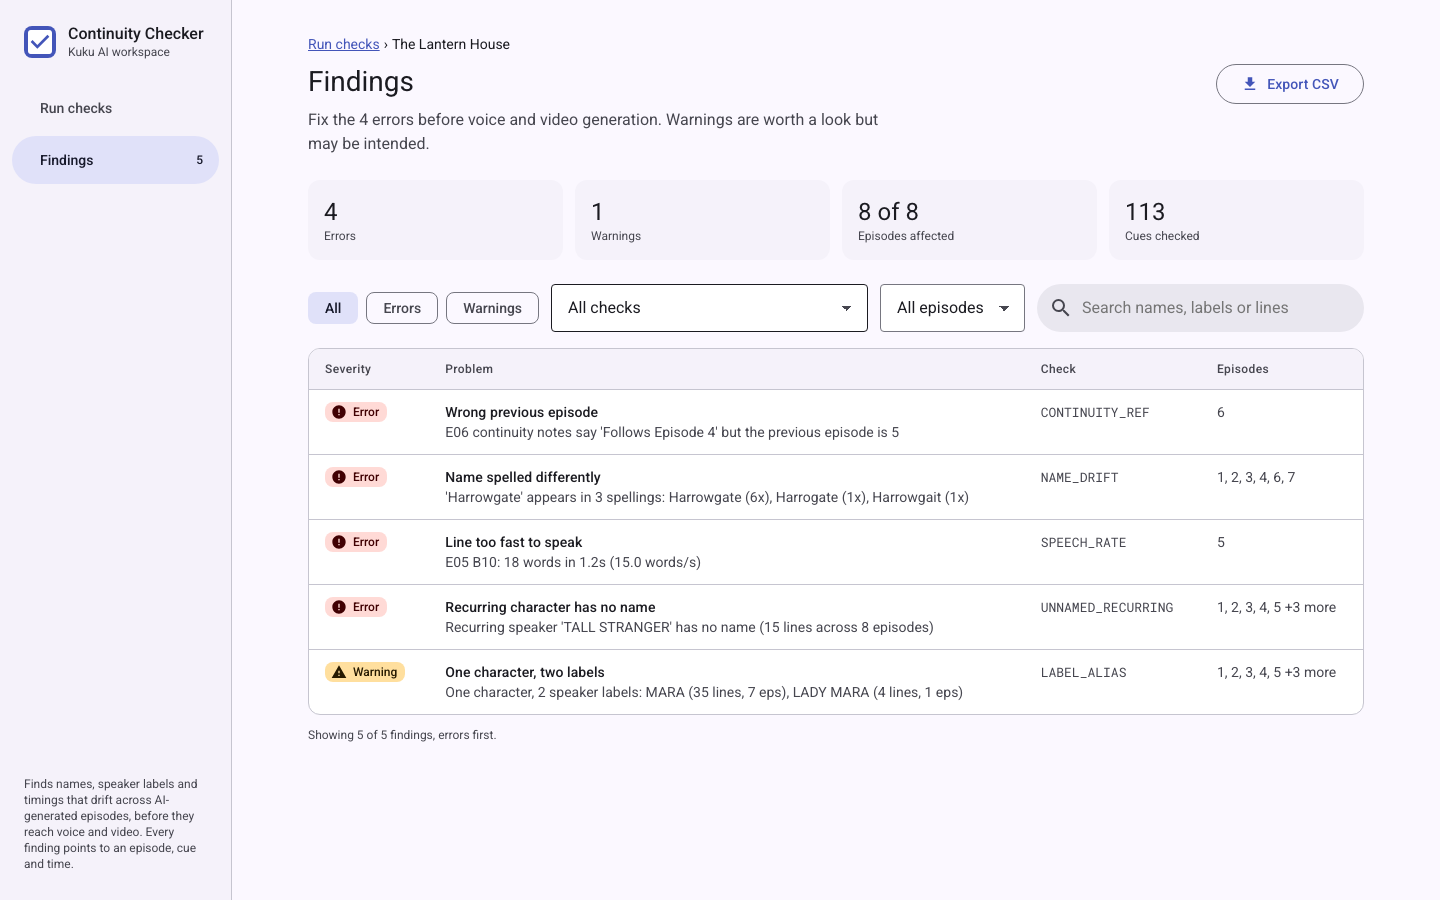 Continuity Checker
Kuku AI workspace
Run checks
Findings 5
Finds names, speaker labels and
timings that drift across AI-
generated episodes, before they
reach voice and video. Every
finding points to an episode, cue
and time.
Run checks › The Lantern House
Findings
Export CSV
Fix the 4 errors before voice and video generation. Warnings are worth a look but
may be intended.
4
Errors
1
Warnings
8 of 8
Episodes affected
113
Cues checked
All Errors Warnings All checks All episodes Search names, labels or lines
Severity Problem Check Episodes
Error Wrong previous episode CONTINUITY_REF 6
E06 continuity notes say 'Follows Episode 4' but the previous episode is 5
Error Name spelled differently NAME_DRIFT 1, 2, 3, 4, 6, 7
'Harrowgate' appears in 3 spellings: Harrowgate (6x), Harrogate (1x), Harrowgait (1x)
Error Line too fast to speak SPEECH_RATE 5
E05 B10: 18 words in 1.2s (15.0 words/s)
Error Recurring character has no name UNNAMED_RECURRING 1, 2, 3, 4, 5 +3 more
Recurring speaker 'TALL STRANGER' has no name (15 lines across 8 episodes)
Warning One character, two labels LABEL_ALIAS 1, 2, 3, 4, 5 +3 more
One character, 2 speaker labels: MARA (35 lines, 7 eps), LADY MARA (4 lines, 1 eps)
Showing 5 of 5 findings, errors first.